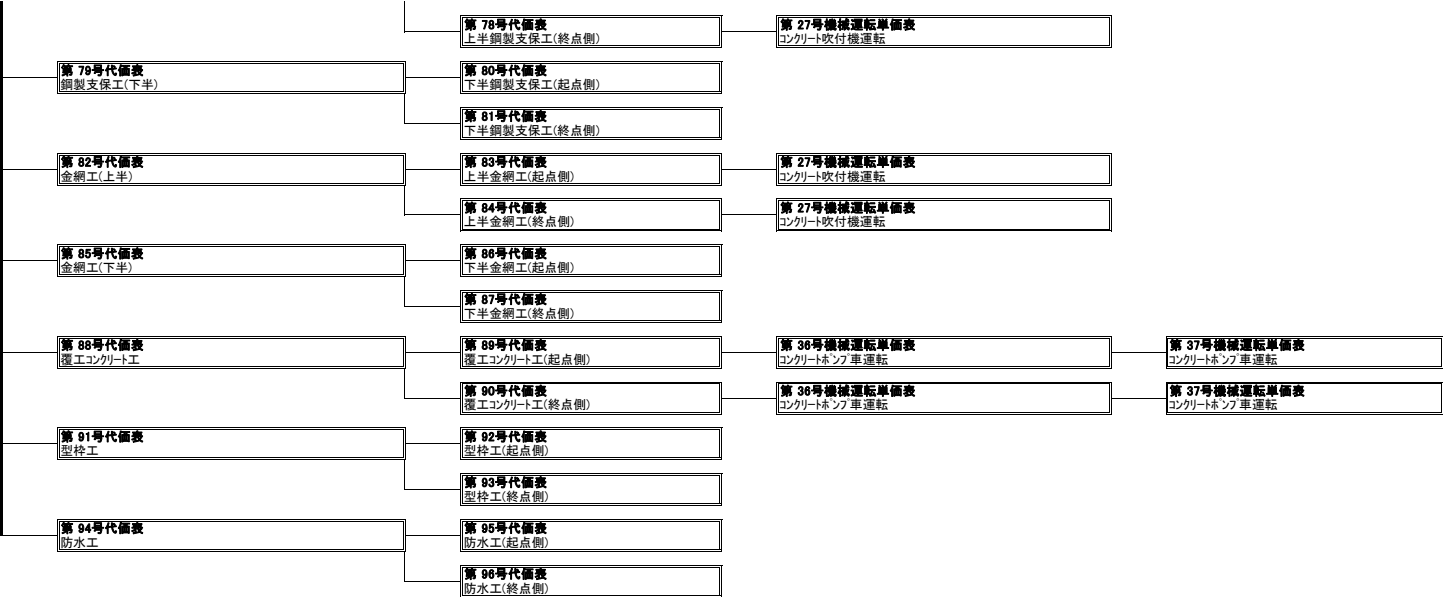 第 78号代価表
上半鋼製支保工(終点側)
第 27号機械運転単価表
コンクリート吹付機運転
第 79号代価表
鋼製支保工(下半)
第 80号代価表
下半鋼製支保工(起点側)
第 81号代価表
下半鋼製支保工(終点側)
第 82号代価表
金網工(上半)
第 83号代価表
上半金網工(起点側)
第 27号機械運転単価表
コンクリート吹付機運転
第 84号代価表
上半金網工(終点側)
第 27号機械運転単価表
コンクリート吹付機運転
第 85号代価表
金網工(下半)
第 86号代価表
下半金網工(起点側)
第 87号代価表
下半金網工(終点側)
第 88号代価表
覆工コンクリート工
第 89号代価表
覆工コンクリート工(起点側)
第 36号機械運転単価表
コンクリートポンプ車運転
第 37号機械運転単価表
コンクリートポンプ車運転
第 90号代価表
覆工コンクリート工(終点側)
第 36号機械運転単価表
コンクリートポンプ車運転
第 37号機械運転単価表
コンクリートポンプ車運転
第 91号代価表
型枠工
第 92号代価表
型枠工(起点側)
第 93号代価表
型枠工(終点側)
第 94号代価表
防水工
第 95号代価表
防水工(起点側)
第 96号代価表
防水工(終点側)